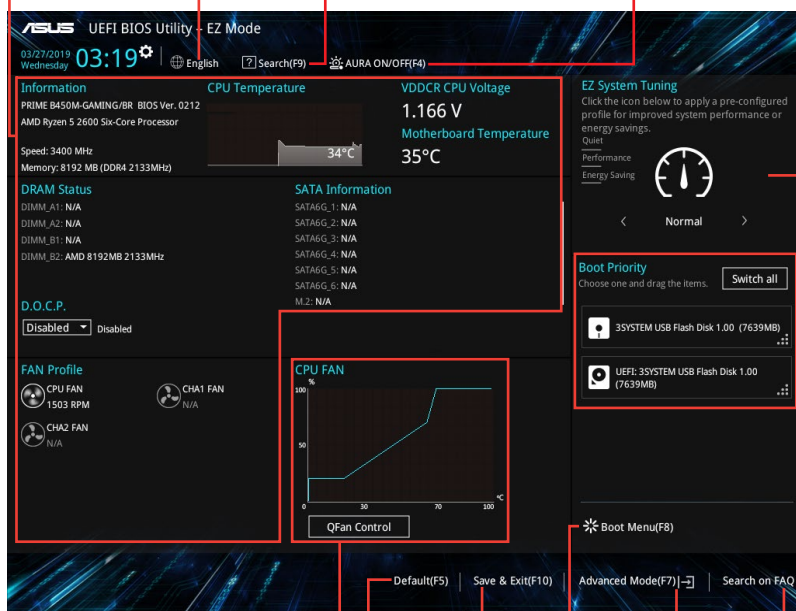 ASUS UEFI BIOS Utility – EZ Mode
03/27/2019
Wednesday
03:19
English
? Search(F9)
AURA ON/OFF(F4)
Information
PRIME B450M-GAMING/BR BIOS Ver. 0212
AMD Ryzen 5 2600 Six-Core Processor
Speed: 3400 MHz
Memory: 8192 MB (DDR4 2133MHz)
CPU Temperature
34°C
VDDCR CPU Voltage
1.166 V
Motherboard Temperature
35°C
EZ System Tuning
Click the icon below to apply a pre-configured
profile for improved system performance or
energy savings.
Quiet
Performance
Energy Saving
< Normal >
DRAM Status
DIMM_A1: N/A
DIMM_A2: N/A
DIMM_B1: N/A
DIMM_B2: AMD 8192MB 2133MHz
SATA Information
SATA6G_1: N/A
SATA6G_2: N/A
SATA6G_3: N/A
SATA6G_4: N/A
SATA6G_5: N/A
SATA6G_6: N/A
M.2: N/A
D.O.C.P.
Disabled Disabled
Boot Priority
Choose one and drag the items.
Switch all
3SYSTEM USB Flash Disk 1.00 (7639MB)
UEFI: 3SYSTEM USB Flash Disk 1.00
(7639MB)
FAN Profile
CPU FAN
1503 RPM
CHA1 FAN
N/A
CHA2 FAN
N/A
CPU FAN
%
100
50
°C
0 30 70 100
QFan Control
Boot Menu(F8)
Default(F5)
Save & Exit(F10)
Advanced Mode(F7)
Search on FAQ